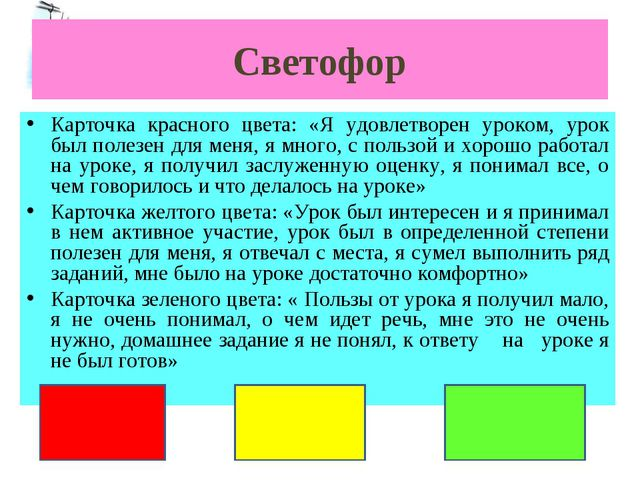 Светофор
• Карточка красного цвета: «Я удовлетворен уроком, урок
был полезен для меня, я много, с пользой и хорошо работал
на уроке, я получил заслуженную оценку, я понимал все, о
чем говорилось и что делалось на уроке»
• Карточка желтого цвета: «Урок был интересен и я принимал
в нем активное участие, урок был в определенной степени
полезен для меня, я отвечал с места, я сумел выполнить ряд
заданий, мне было на уроке достаточно комфортно»
• Карточка зеленого цвета: « Пользы от урока я получил мало,
я не очень понимал, о чем идет речь, мне это не очень
нужно, домашнее задание я не понял, к ответу на уроке я
не был готов»